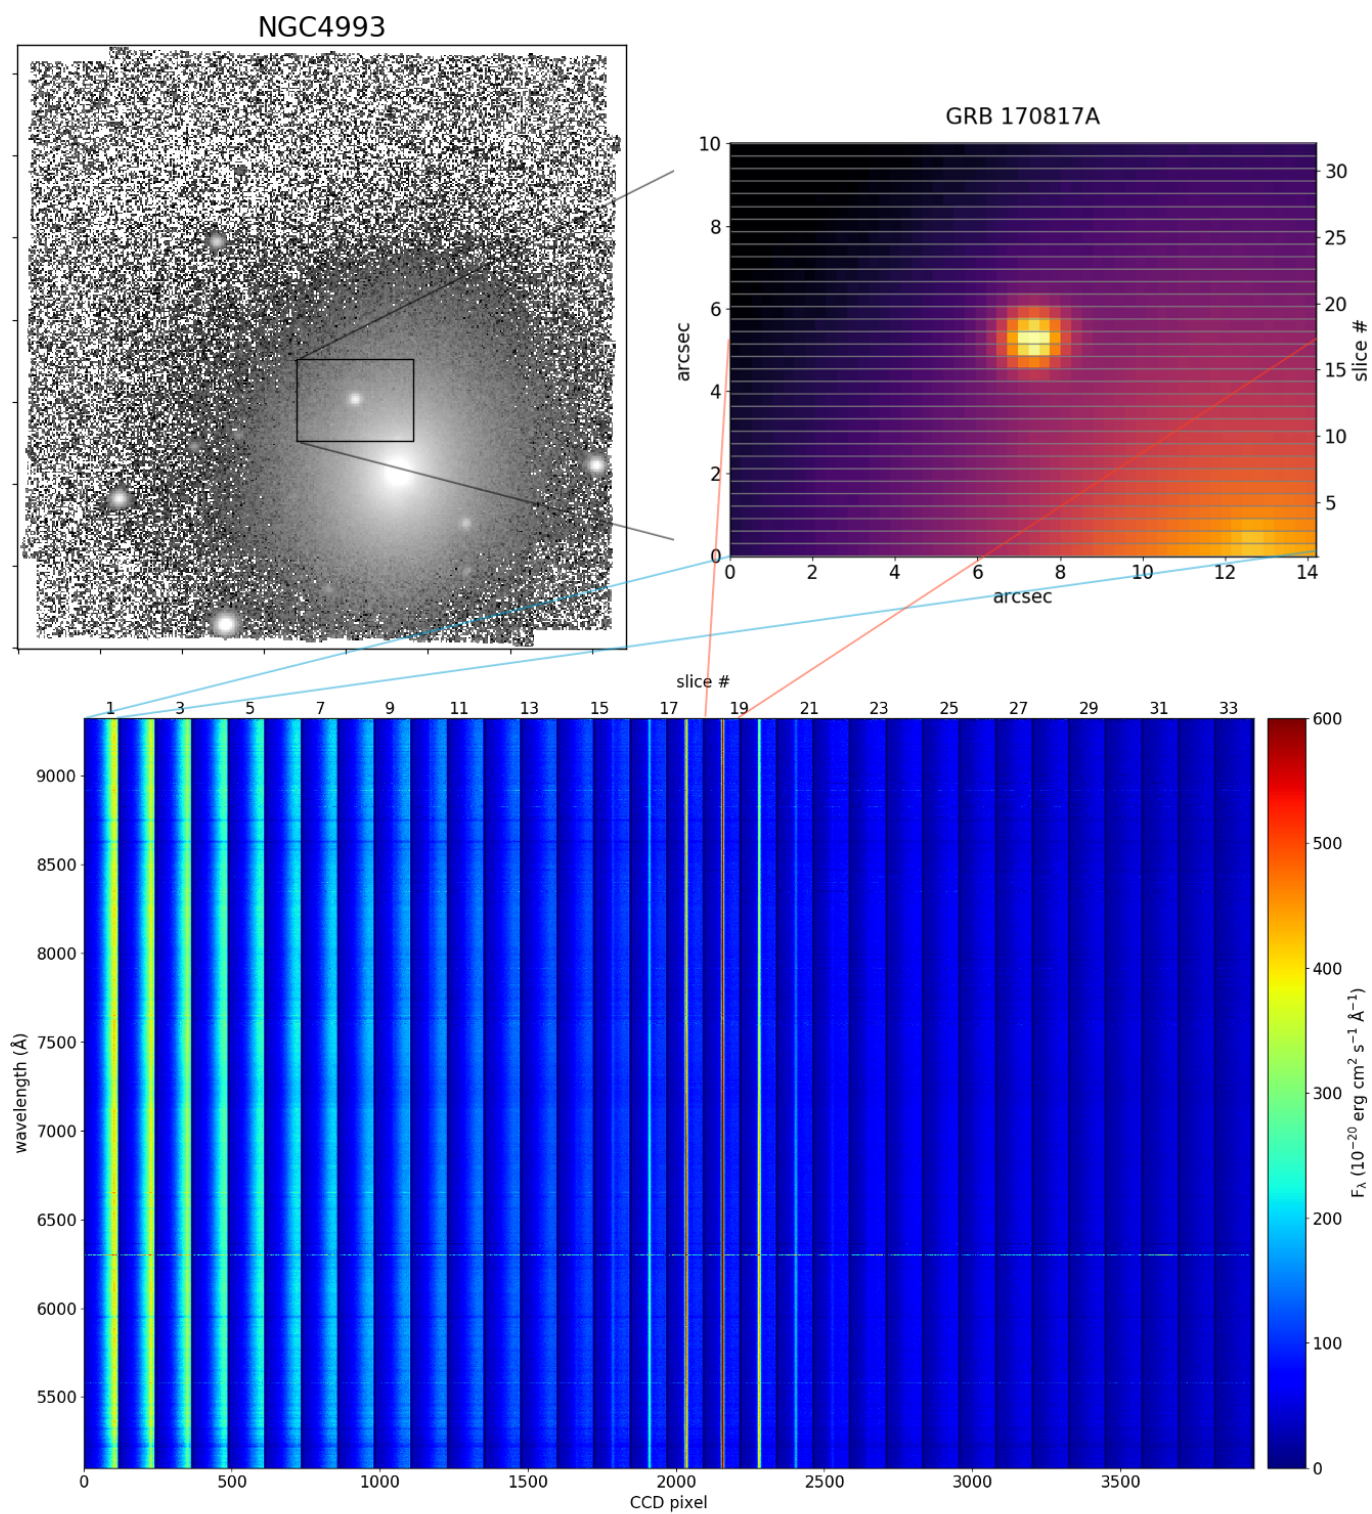 NGC4993
GRB 170817A
10
8
6
4
2
0
arcsec
0 2 4 6 8 10 12 14
arcsec
30
25
20
15
10
5
slice #
slice #
1 3 5 7 9 11 13 15 17 19 21 23 25 27 29 31 33
9000
8500
8000
7500
7000
6500
6000
5500
wavelength (Å)
0 500 1000 1500 2000 2500 3000 3500
CCD pixel
600
500
400
300
200
100
0
Fλ (10⁻²⁰ erg cm² s⁻¹ Å⁻¹)